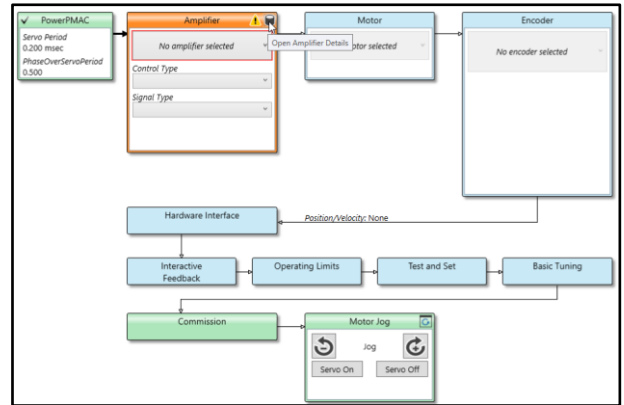 PowerPMAC
Servo Period
0.200 msec
PhaseOverServoPeriod
0.500
Amplifier
No amplifier selected
Control Type
Signal Type
Open Amplifier Details
Motor
otor selected
Encoder
No encoder selected
Hardware Interface
Position/Velocity: None
Interactive
Feedback
Operating Limits
Test and Set
Basic Tuning
Commission
Motor Jog
Jog
Servo On
Servo Off